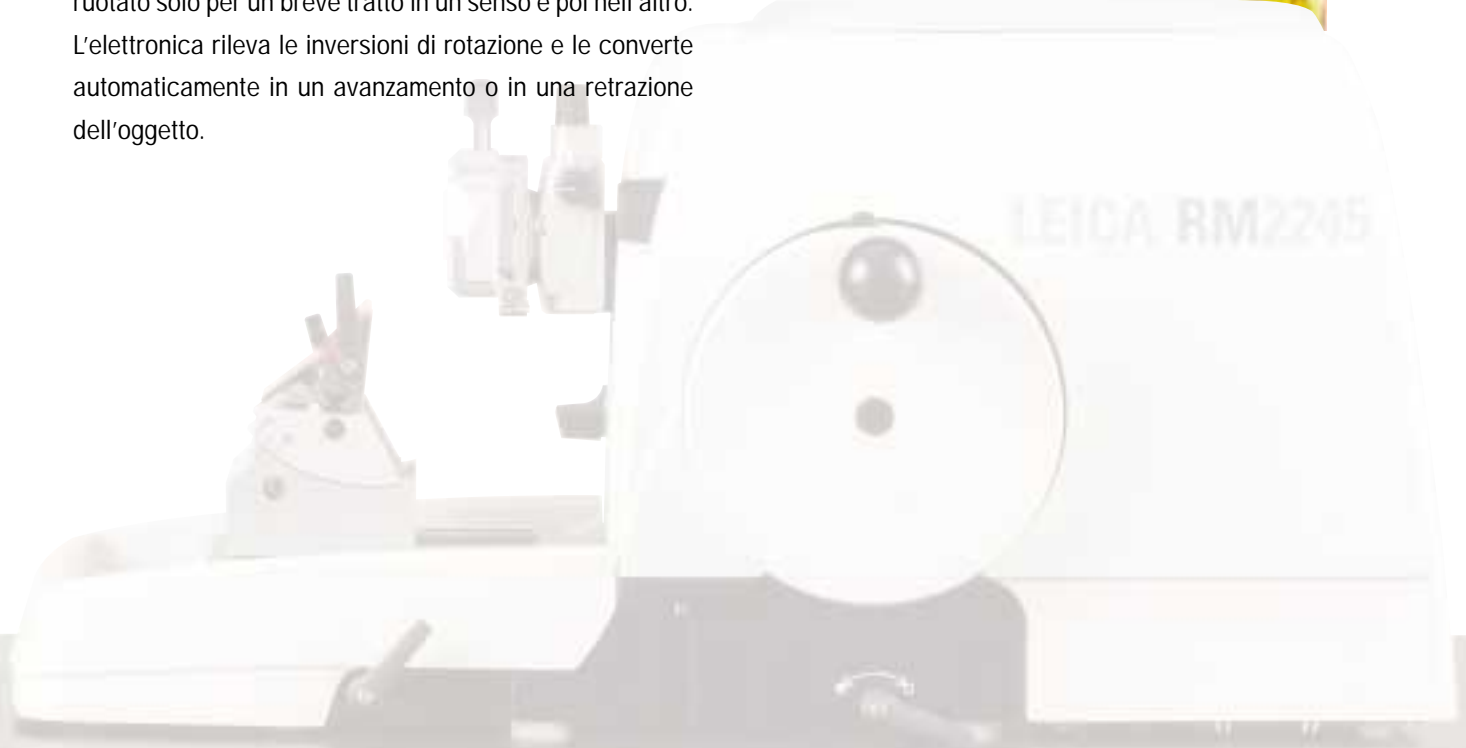 ruotato solo per un breve tratto in un senso e poi nell'altro.
L'elettronica rileva le inversioni di rotazione e le converte
automaticamente in un avanzamento o in una retrazione
dell'oggetto.
LEICA RM2245